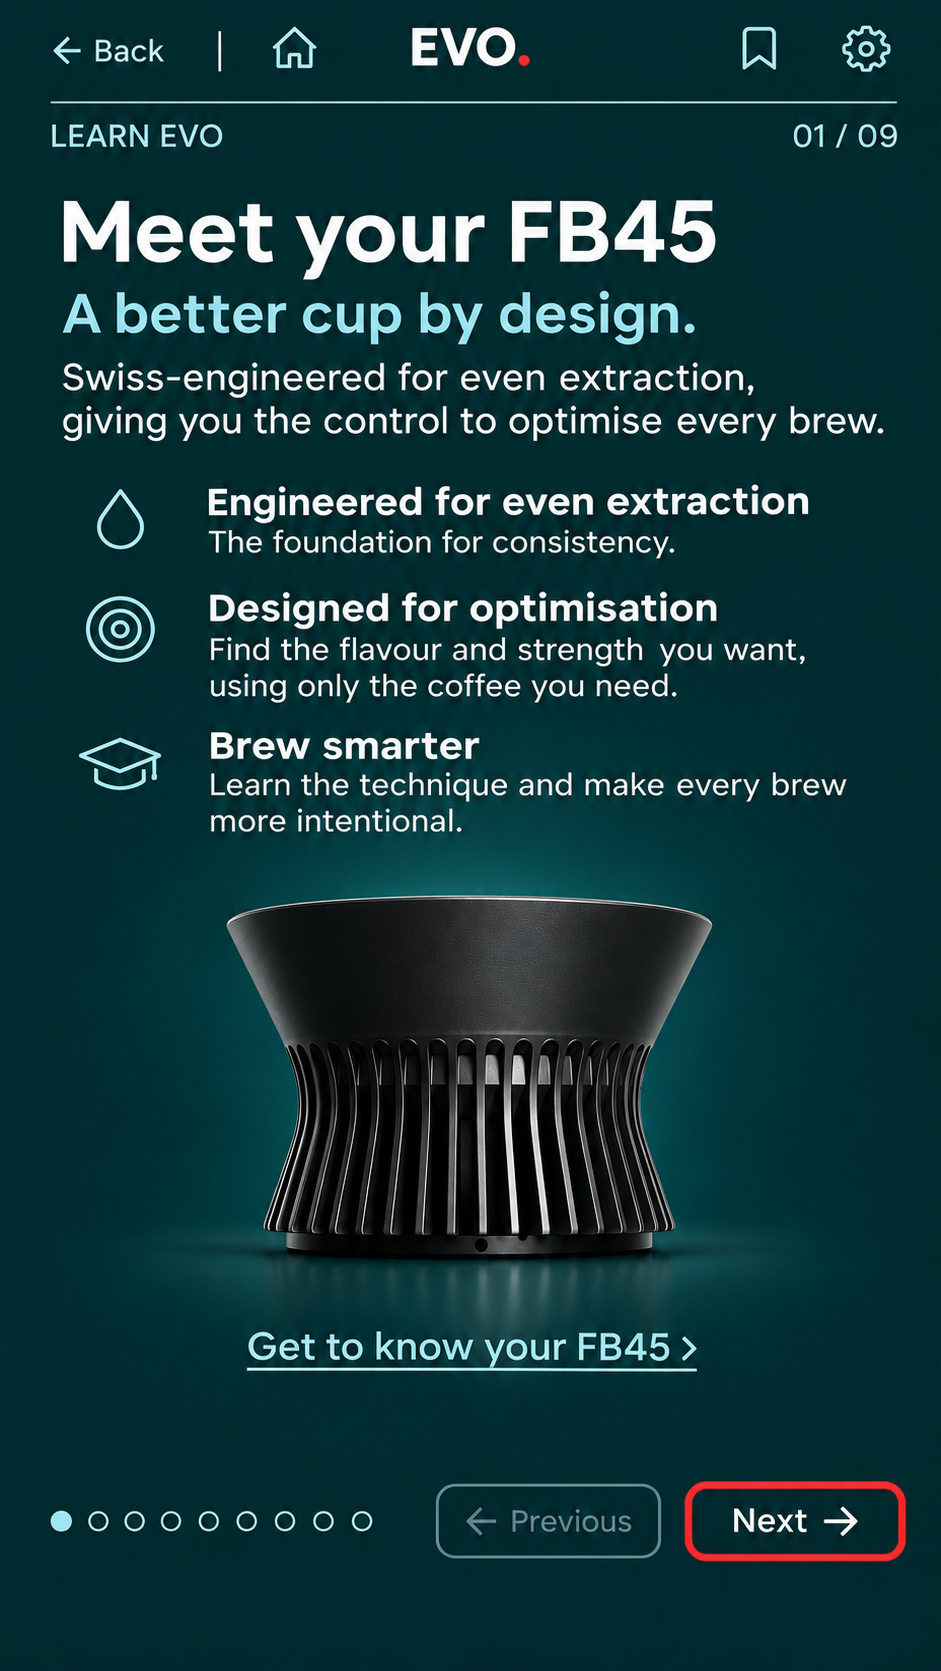 Back
EVO.
LEARN EVO
01 / 09
Meet your FB45
A better cup by design.
Swiss-engineered for even extraction,
giving you the control to optimise every brew.
Engineered for even extraction
The foundation for consistency.
Designed for optimisation
Find the flavour and strength you want,
using only the coffee you need.
Brew smarter
Learn the technique and make every brew
more intentional.
Get to know your FB45 >
← Previous
Next →